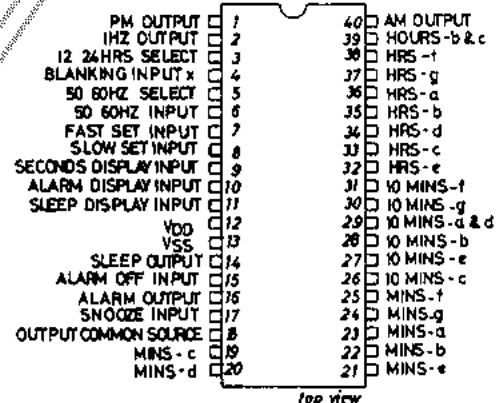 PM OUTPUT 1 40 AM OUTPUT
1HZ OUTPUT 2 39 HOURS-b&c
12 24HRS SELECT 3 38 HRS-f
BLANKING INPUT x 4 37 HRS-g
50 60HZ SELECT 5 36 HRS-a
50 60HZ INPUT 6 35 HRS-b
FAST SET INPUT 7 34 HRS-d
SLOW SET INPUT 8 33 HRS-c
SECONDS DISPLAY INPUT 9 32 HRS-e
ALARM DISPLAY INPUT 10 31 10 MINS-f
SLEEP DISPLAY INPUT 11 30 10 MINS-g
VDD 12 29 10 MINS-a & d
VSS 13 28 10 MINS-b
SLEEP OUTPUT 14 27 10 MINS-e
ALARM OFF INPUT 15 26 10 MINS-c
ALARM OUTPUT 16 25 MINS-f
SNOOZE INPUT 17 24 MINS-g
OUTPUT COMMON SOURCE 18 23 MINS-a
MINS-c 19 22 MINS-b
MINS-d 20 21 MINS-e
top view